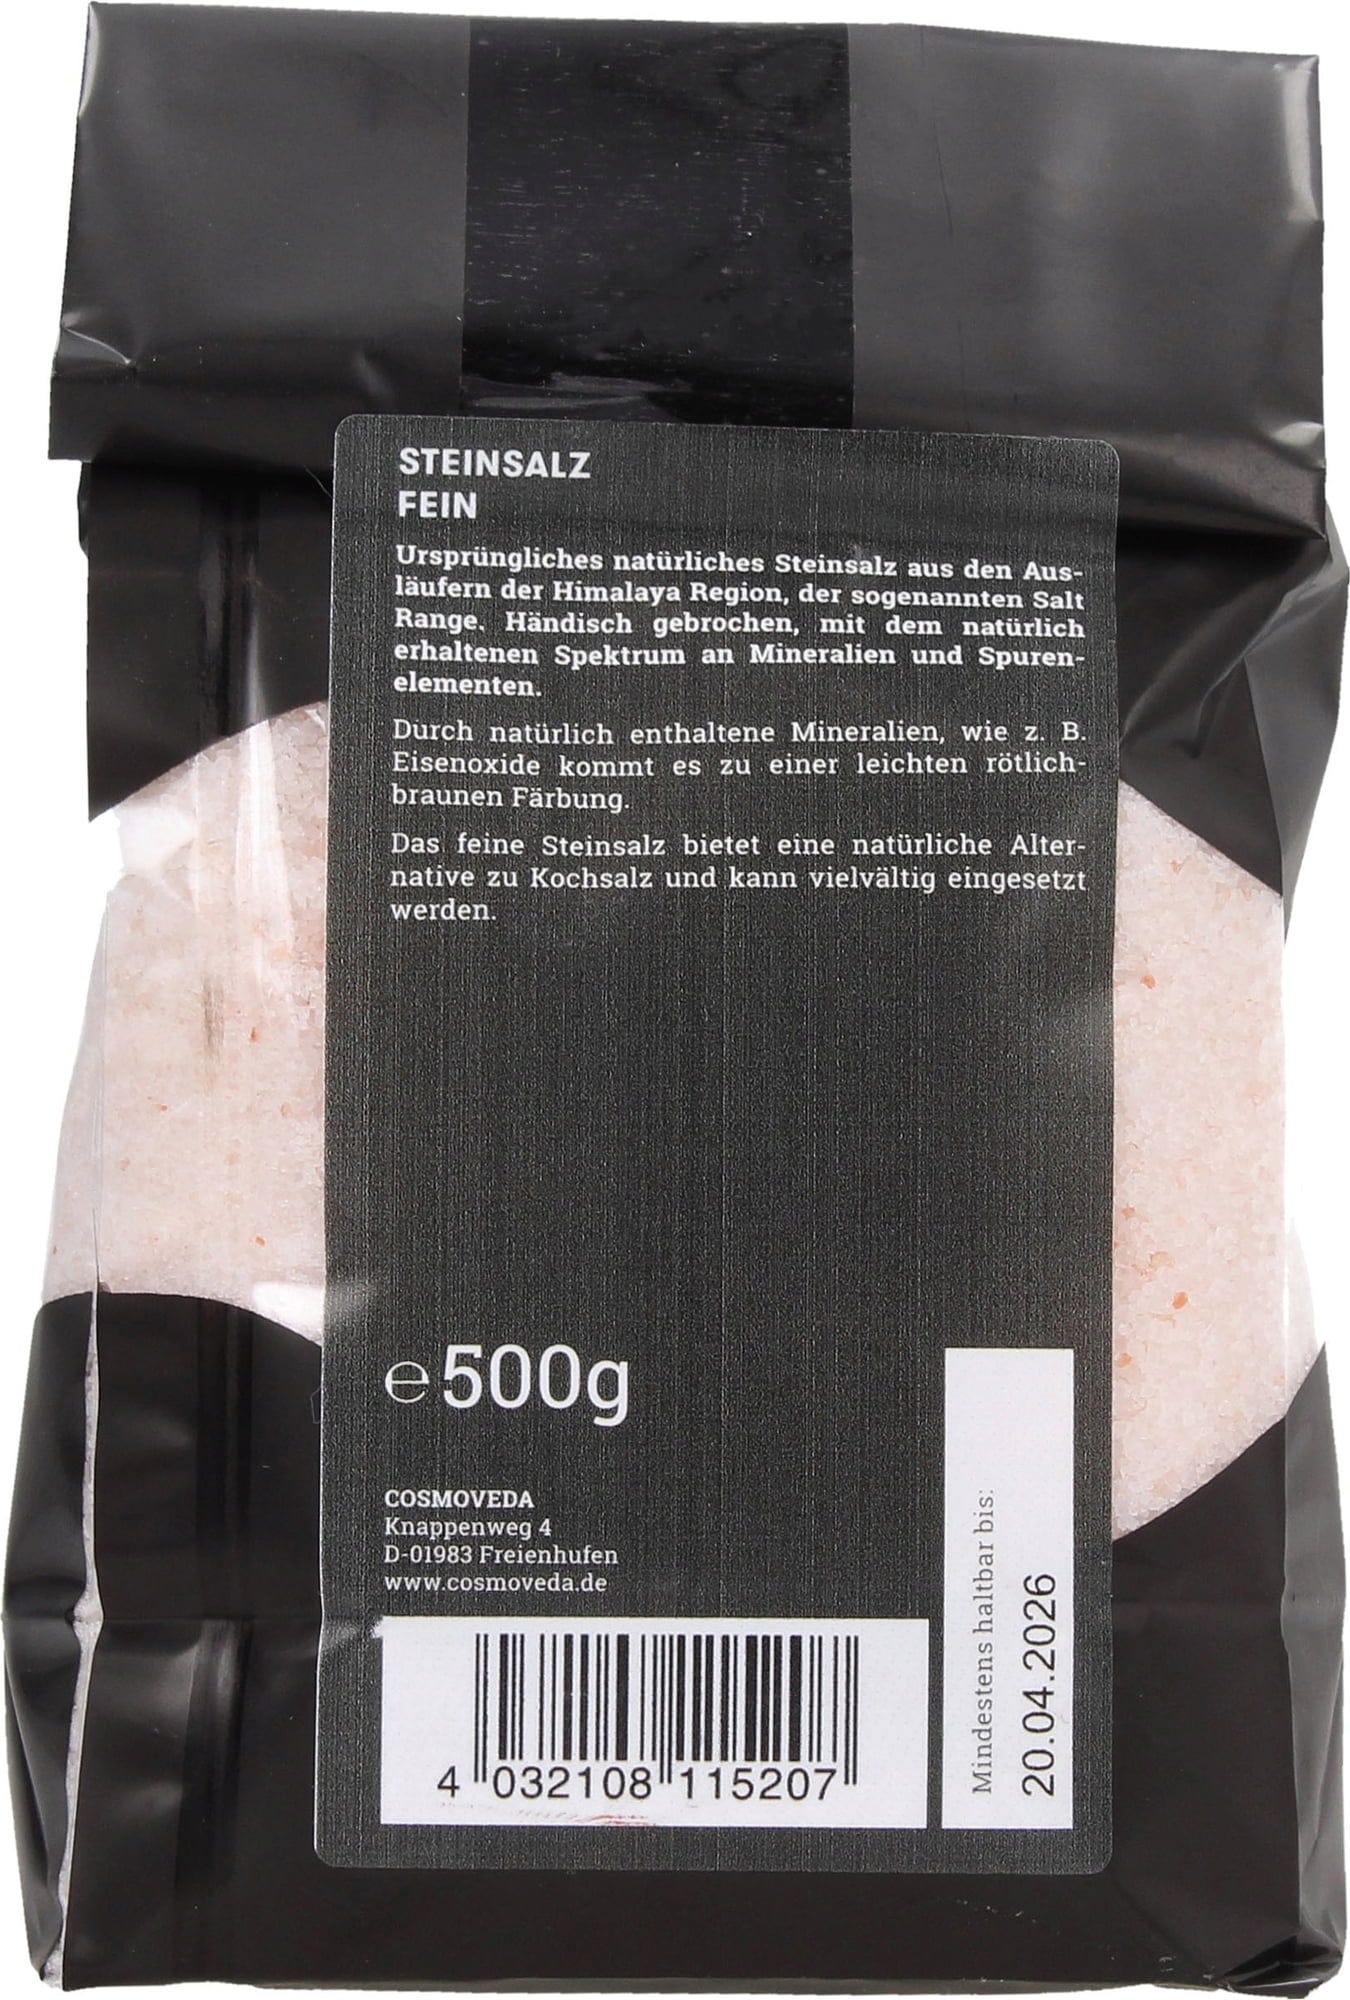 STEINSALZ
FEIN
Ursprüngliches natürliches Steinsalz aus den Aus-
läufern der Himalaya Region, der sogenannten Salt
Range. Händisch gebrochen, mit dem natürlich
erhaltenen Spektrum an Mineralien und Spuren-
elementen.
Durch natürlich enthaltene Mineralien, wie z. B.
Eisenoxide kommt es zu einer leichten rötlich-
braunen Färbung.
Das feine Steinsalz bietet eine natürliche Alter-
native zu Kochsalz und kann vielvältig eingesetzt
werden.
℮500g
COSMOVEDA
Knappenweg 4
D-01983 Freienhufen
www.cosmoveda.de
4 032108 115207
Mindestens haltbar bis:
20.04.2026